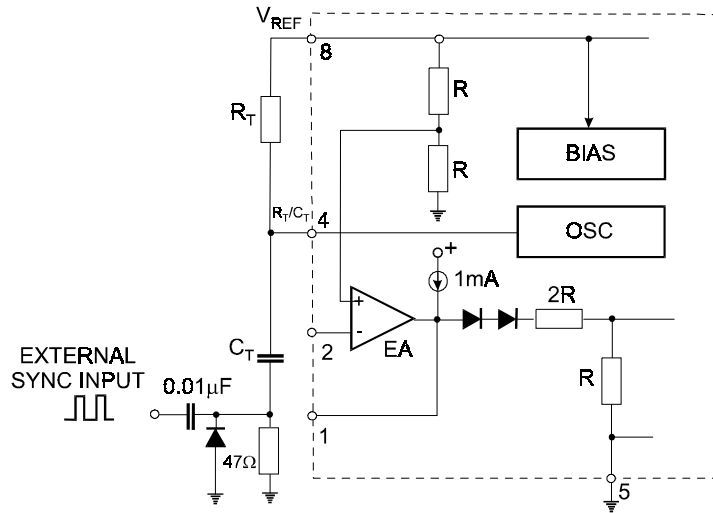 VREF
8
R
RT
R
BIAS
RT/CT
4
OSC
+
1mA
2R
+
-
2
EA
CT
R
EXTERNAL
SYNC INPUT
0.01μF
1
47Ω
5